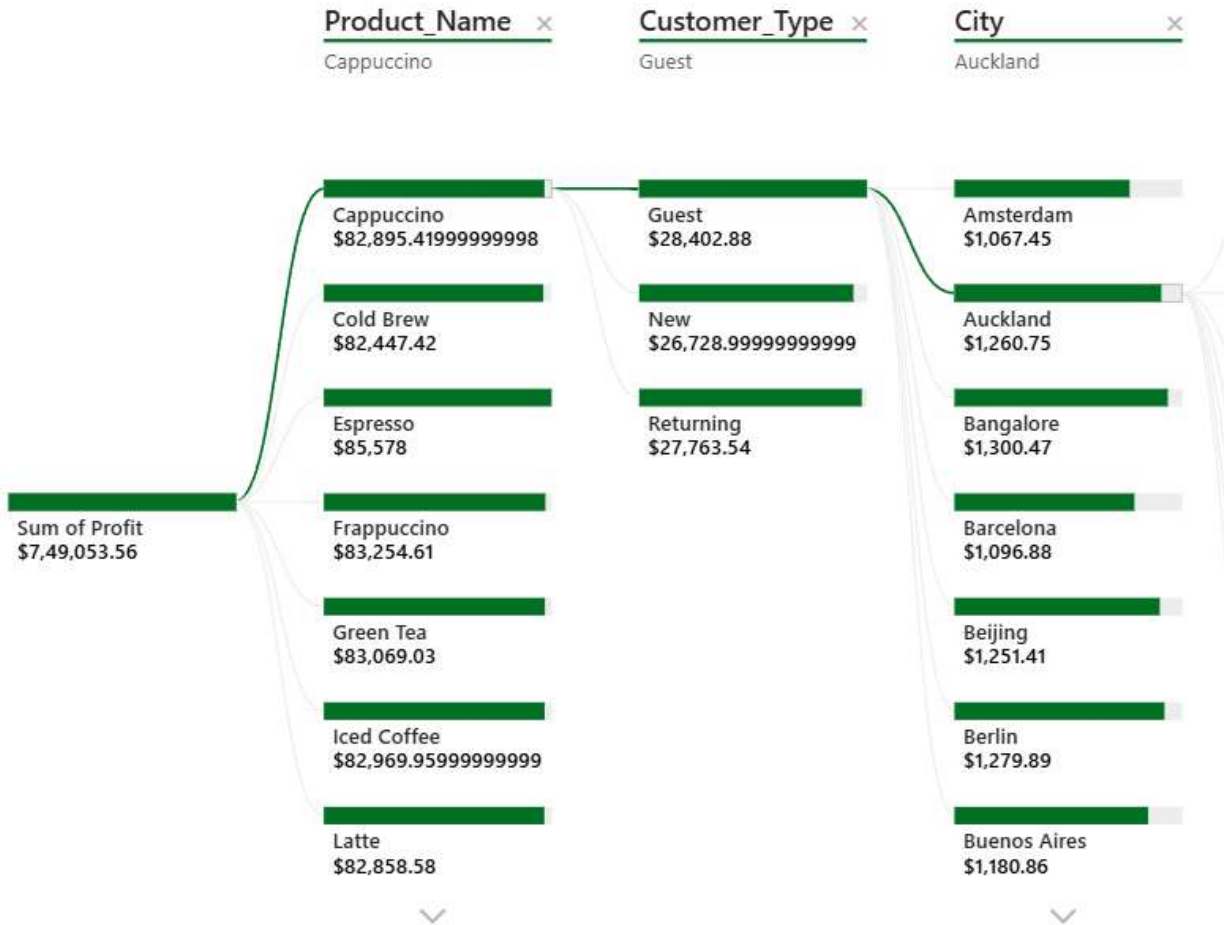 Product_Name × Customer_Type × City ×
Cappuccino Guest Auckland
Cappuccino
$82,895.41999999998
Cold Brew
$82,447.42
Espresso
$85,578
Frappuccino
$83,254.61
Green Tea
$83,069.03
Iced Coffee
$82,969.95999999999
Latte
$82,858.58
Sum of Profit
$7,49,053.56
Guest
$28,402.88
New
$26,728.99999999999
Returning
$27,763.54
Amsterdam
$1,067.45
Auckland
$1,260.75
Bangalore
$1,300.47
Barcelona
$1,096.88
Beijing
$1,251.41
Berlin
$1,279.89
Buenos Aires
$1,180.86